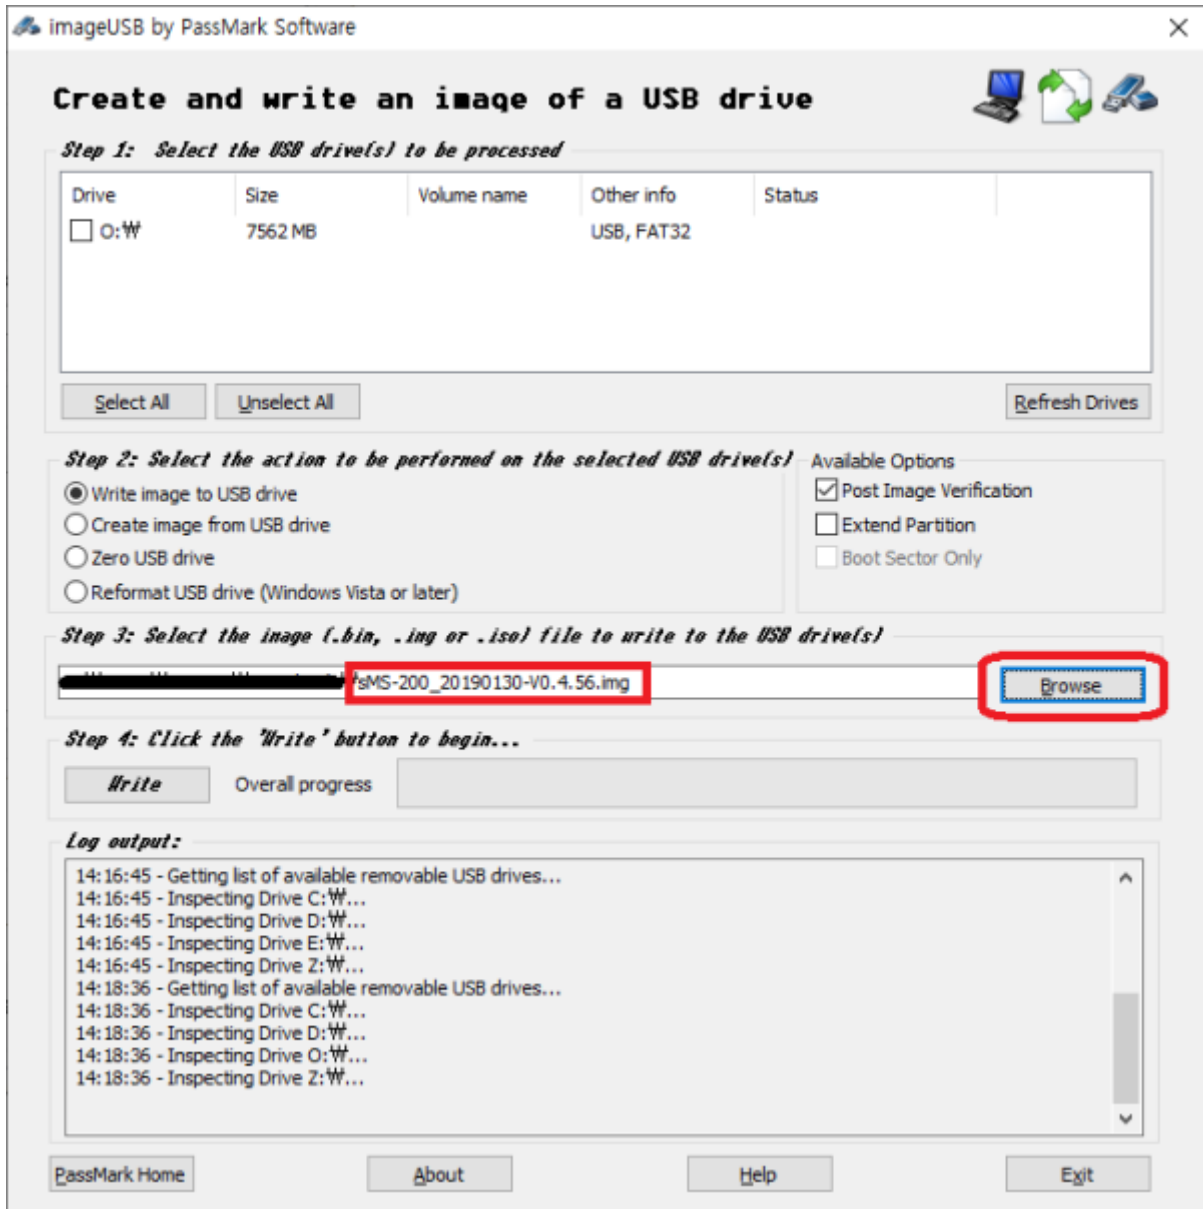 imageUSB by PassMark Software
Create and write an image of a USB drive
Step 1: Select the USB drive(s) to be processed
Drive Size Volume name Other info Status
O:₩ 7562 MB USB, FAT32
Select All Unselect All Refresh Drives
Step 2: Select the action to be performed on the selected USB drive(s) Available Options
Write image to USB drive Post Image Verification
Create image from USB drive Extend Partition
Zero USB drive Boot Sector Only
Reformat USB drive (Windows Vista or later)
Step 3: Select the image (.bin, .img or .iso) file to write to the USB drive(s)
sMS-200_20190130-V0.4.56.img Browse
Step 4: Click the 'Write' button to begin...
Write Overall progress
Log output:
14:16:45 - Getting list of available removable USB drives...
14:16:45 - Inspecting Drive C:₩...
14:16:45 - Inspecting Drive D:₩...
14:16:45 - Inspecting Drive E:₩...
14:16:45 - Inspecting Drive Z:₩...
14:18:36 - Getting list of available removable USB drives...
14:18:36 - Inspecting Drive C:₩...
14:18:36 - Inspecting Drive D:₩...
14:18:36 - Inspecting Drive O:₩...
14:18:36 - Inspecting Drive Z:₩...
PassMark Home About Help Exit